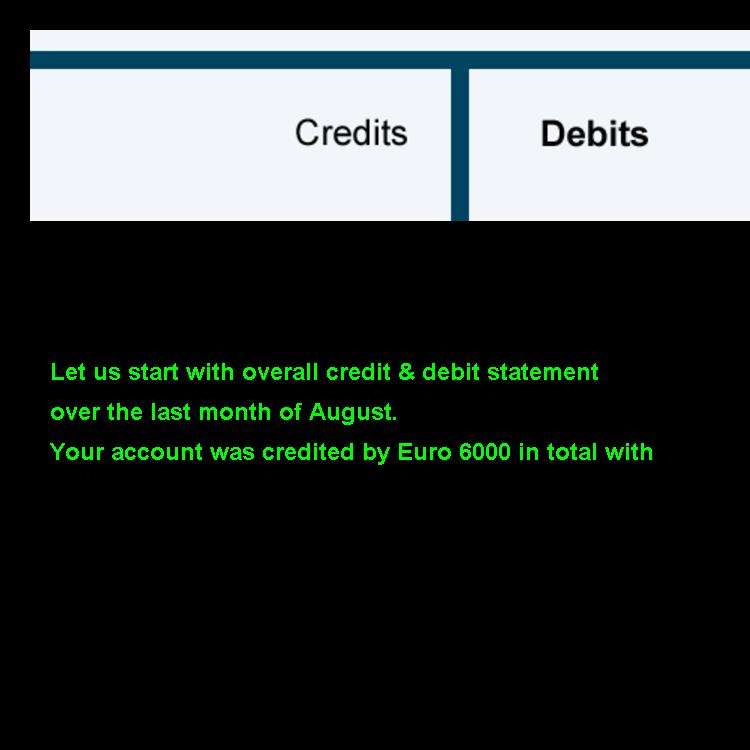 Credits Debits
Let us start with overall credit & debit statement
over the last month of August.
Your account was credited by Euro 6000 in total with